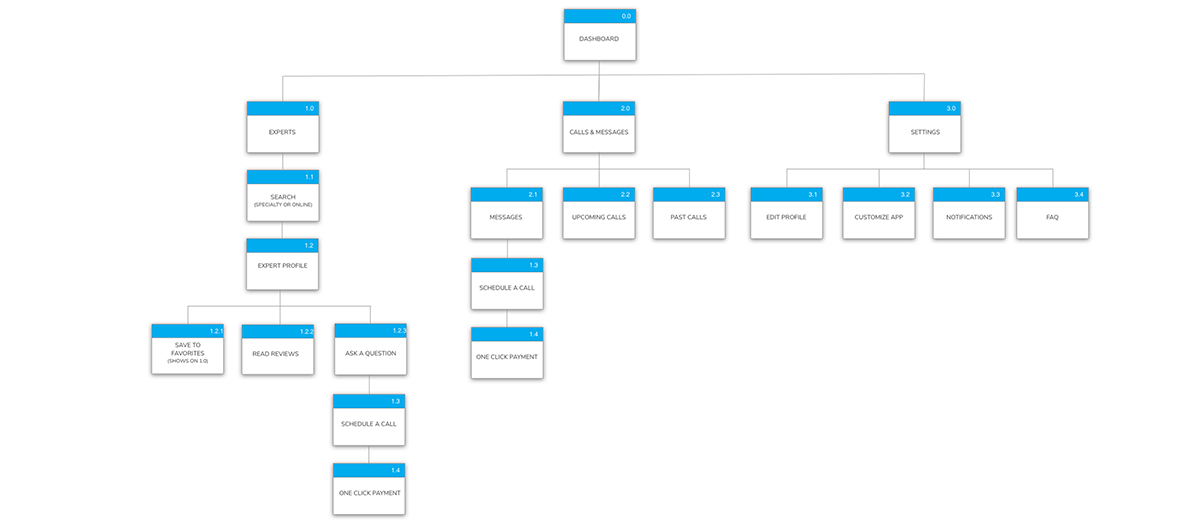 0.0
DASHBOARD
1.0
EXPERTS
2.0
CALLS & MESSAGES
3.0
SETTINGS
1.1
SEARCH
(SPECIALTY OR ONLINE)
2.1
MESSAGES
2.2
UPCOMING CALLS
2.3
PAST CALLS
3.1
EDIT PROFILE
3.2
CUSTOMIZE APP
3.3
NOTIFICATIONS
3.4
FAQ
1.2
EXPERT PROFILE
1.3
SCHEDULE A CALL
1.2.1
SAVE TO
FAVORITES
(SHOWS ON 1.0)
1.2.2
READ REVIEWS
1.2.3
ASK A QUESTION
1.4
ONE CLICK PAYMENT
1.3
SCHEDULE A CALL
1.4
ONE CLICK PAYMENT